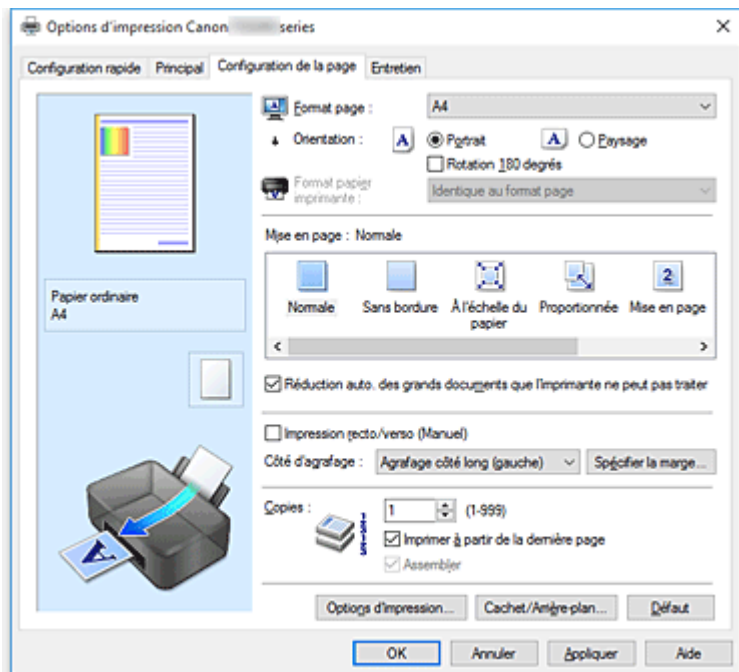 Options d'impression Canon series
Configuration rapide Principal Configuration de la page Entretien
Format page : A4
Orientation : A Portrait A Paysage
Rotation 180 degrés
Format papier imprimante : Identique au format page
Mise en page : Normale
2
Normale Sans bordure À l'échelle du papier Proportionnée Mise en page
Papier ordinaire
A4
Réduction auto. des grands documents que l'imprimante ne peut pas traiter
Impression recto/verso (Manuel)
Côté d'agrafage : Agrafage côté long (gauche) Spécifier la marge...
Copies : 1 (1-999)
Imprimer à partir de la dernière page
Assembler
A
Options d'impression... Cachet/Arrière-plan... Défaut
OK Annuler Appliquer Aide